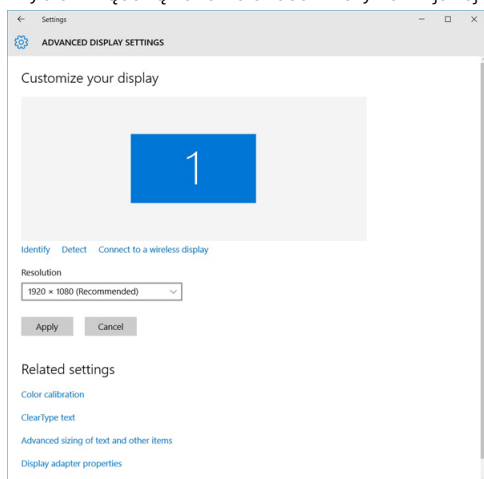 Settings
ADVANCED DISPLAY SETTINGS
Customize your display
1
Identify Detect Connect to a wireless display
Resolution
1920 × 1080 (Recommended)
Apply Cancel
Related settings
Color calibration
ClearType text
Advanced sizing of text and other items
Display adapter properties